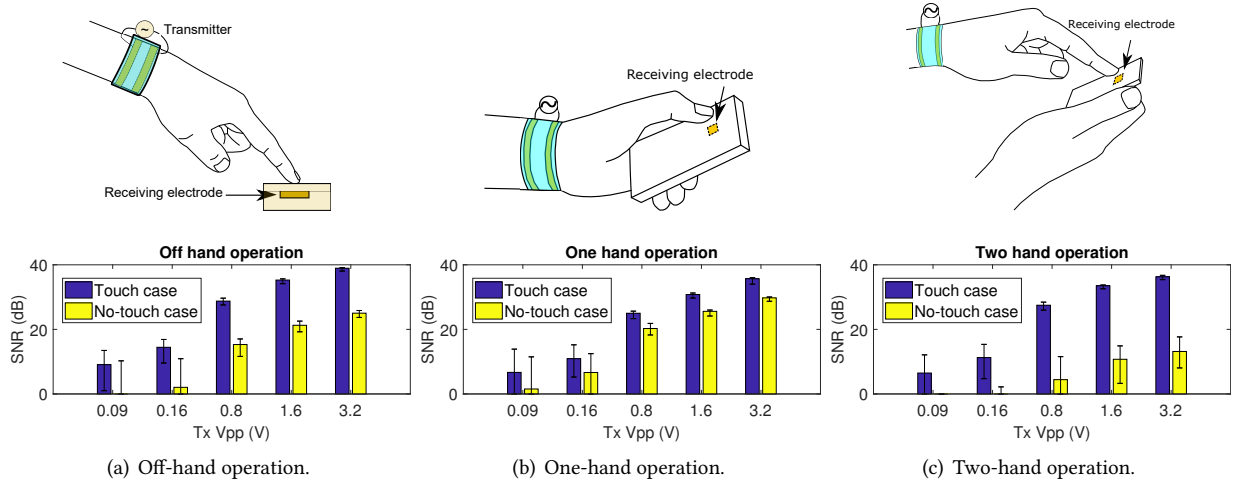 Transmitter
~
Receiving electrode
Off hand operation
40
20
0
SNR (dB)
Touch case
No-touch case
0.09 0.16 0.8 1.6 3.2
Tx Vpp (V)
(a) Off-hand operation.
Receiving electrode
~
One hand operation
40
20
0
SNR (dB)
Touch case
No-touch case
0.09 0.16 0.8 1.6 3.2
Tx Vpp (V)
(b) One-hand operation.
~
Receiving electrode
Two hand operation
40
20
0
SNR (dB)
Touch case
No-touch case
0.09 0.16 0.8 1.6 3.2
Tx Vpp (V)
(c) Two-hand operation.